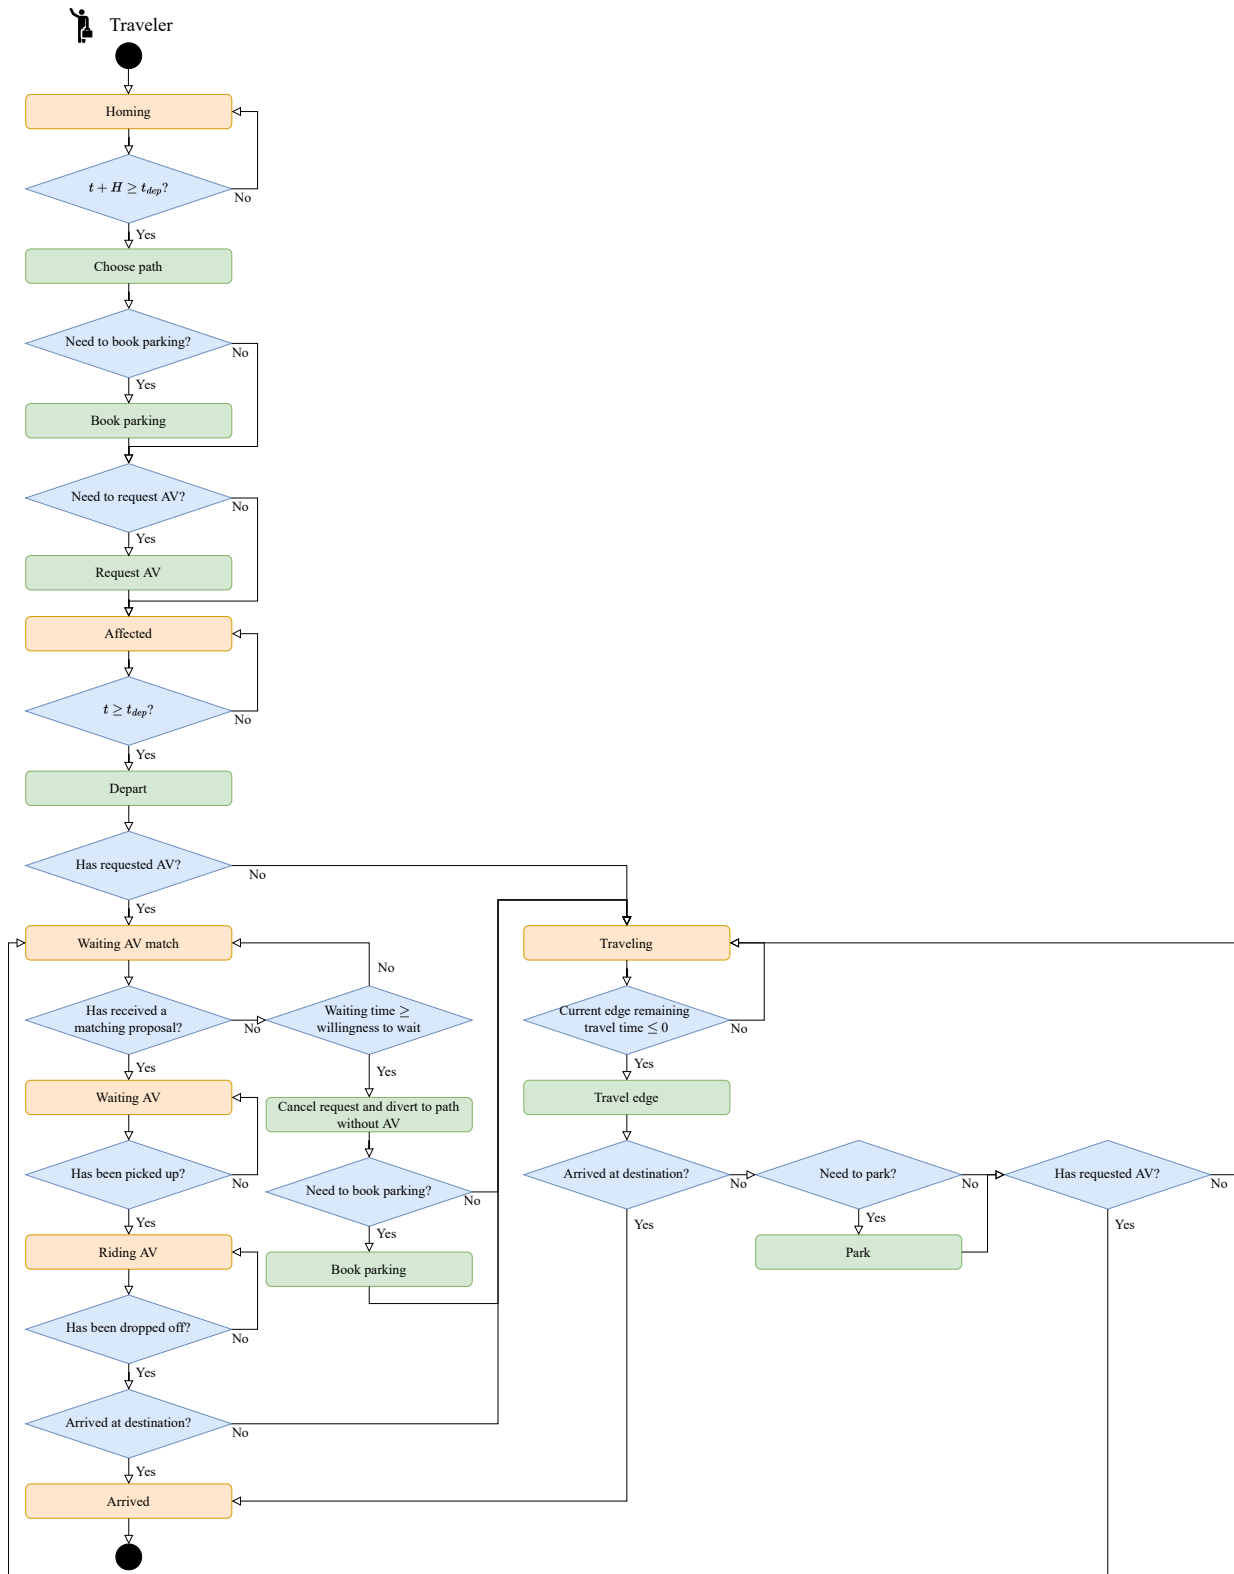 Traveler
Homing
t + H ≥ t_dep?
No
Yes
Choose path
Need to book parking?
No
Yes
Book parking
Need to request AV?
No
Yes
Request AV
Affected
t ≥ t_dep?
No
Yes
Depart
Has requested AV?
No
Yes
Waiting AV match
Has received a
matching proposal?
No
Yes
Waiting time ≥
willingness to wait
No
Yes
Waiting AV
Has been picked up?
No
Yes
Cancel request and divert to path
without AV
Need to book parking?
No
Yes
Book parking
Riding AV
Has been dropped off?
No
Yes
Arrived at destination?
No
Yes
Arrived
Traveling
Current edge remaining
travel time ≤ 0
No
Yes
Travel edge
Arrived at destination?
No
Yes
Need to park?
No
Yes
Park
Has requested AV?
No
Yes